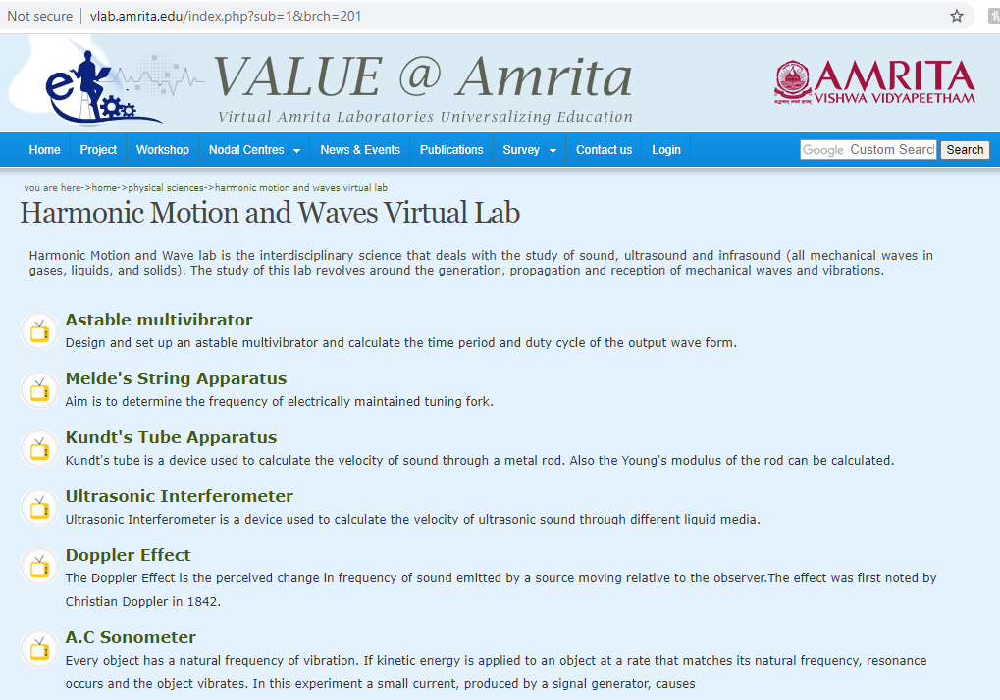 Not secure vlab.amrita.edu/index.php?sub=1&brch=201
e
VALUE @ Amrita
Virtual Amrita Laboratories Universalizing Education
AMRITA
VISHWA VIDYAPEETHAM
Home Project Workshop Nodal Centres News & Events Publications Survey Contact us Login Google Custom Search Search
you are here->home->physical sciences->harmonic motion and waves virtual lab
Harmonic Motion and Waves Virtual Lab
Harmonic Motion and Wave lab is the interdisciplinary science that deals with the study of sound, ultrasound and infrasound (all mechanical waves in
gases, liquids, and solids). The study of this lab revolves around the generation, propagation and reception of mechanical waves and vibrations.
Astable multivibrator
Design and set up an astable multivibrator and calculate the time period and duty cycle of the output wave form.
Melde's String Apparatus
Aim is to determine the frequency of electrically maintained tuning fork.
Kundt's Tube Apparatus
Kundt's tube is a device used to calculate the velocity of sound through a metal rod. Also the Young's modulus of the rod can be calculated.
Ultrasonic Interferometer
Ultrasonic Interferometer is a device used to calculate the velocity of ultrasonic sound through different liquid media.
Doppler Effect
The Doppler Effect is the perceived change in frequency of sound emitted by a source moving relative to the observer.The effect was first noted by
Christian Doppler in 1842.
A.C Sonometer
Every object has a natural frequency of vibration. If kinetic energy is applied to an object at a rate that matches its natural frequency, resonance
occurs and the object vibrates. In this experiment a small current, produced by a signal generator, causes